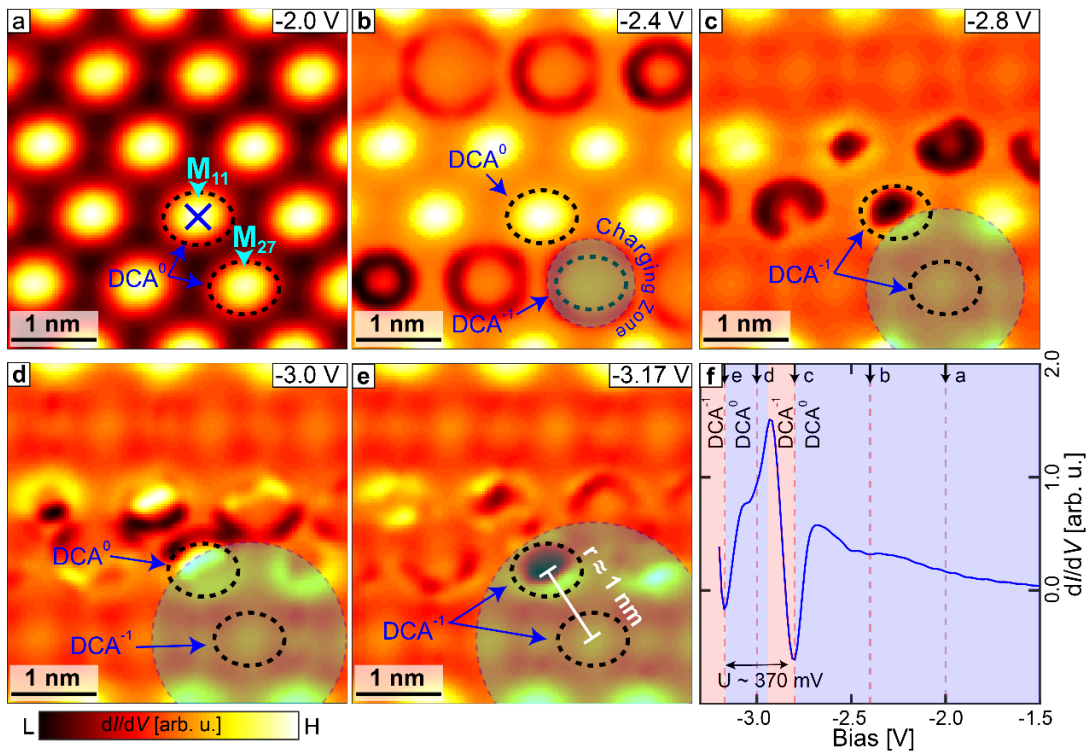 a
-2.0 V
M₁₁
M₂₇
DCA⁰
1 nm
b
-2.4 V
DCA⁰
Charging Zone
DCA⁻¹
1 nm
c
-2.8 V
DCA⁻¹
1 nm
d
-3.0 V
DCA⁰
DCA⁻¹
1 nm
e
-3.17 V
r ≈ 1 nm
DCA⁻¹
1 nm
f
e d c b a
DCA⁻¹ DCA⁰ DCA⁻¹ DCA⁰
U ~ 370 mV
2.0
1.0
0.0
dI/dV [arb. u.]
-3.0 -2.5 -2.0 -1.5
Bias [V]
L dI/dV [arb. u.] H